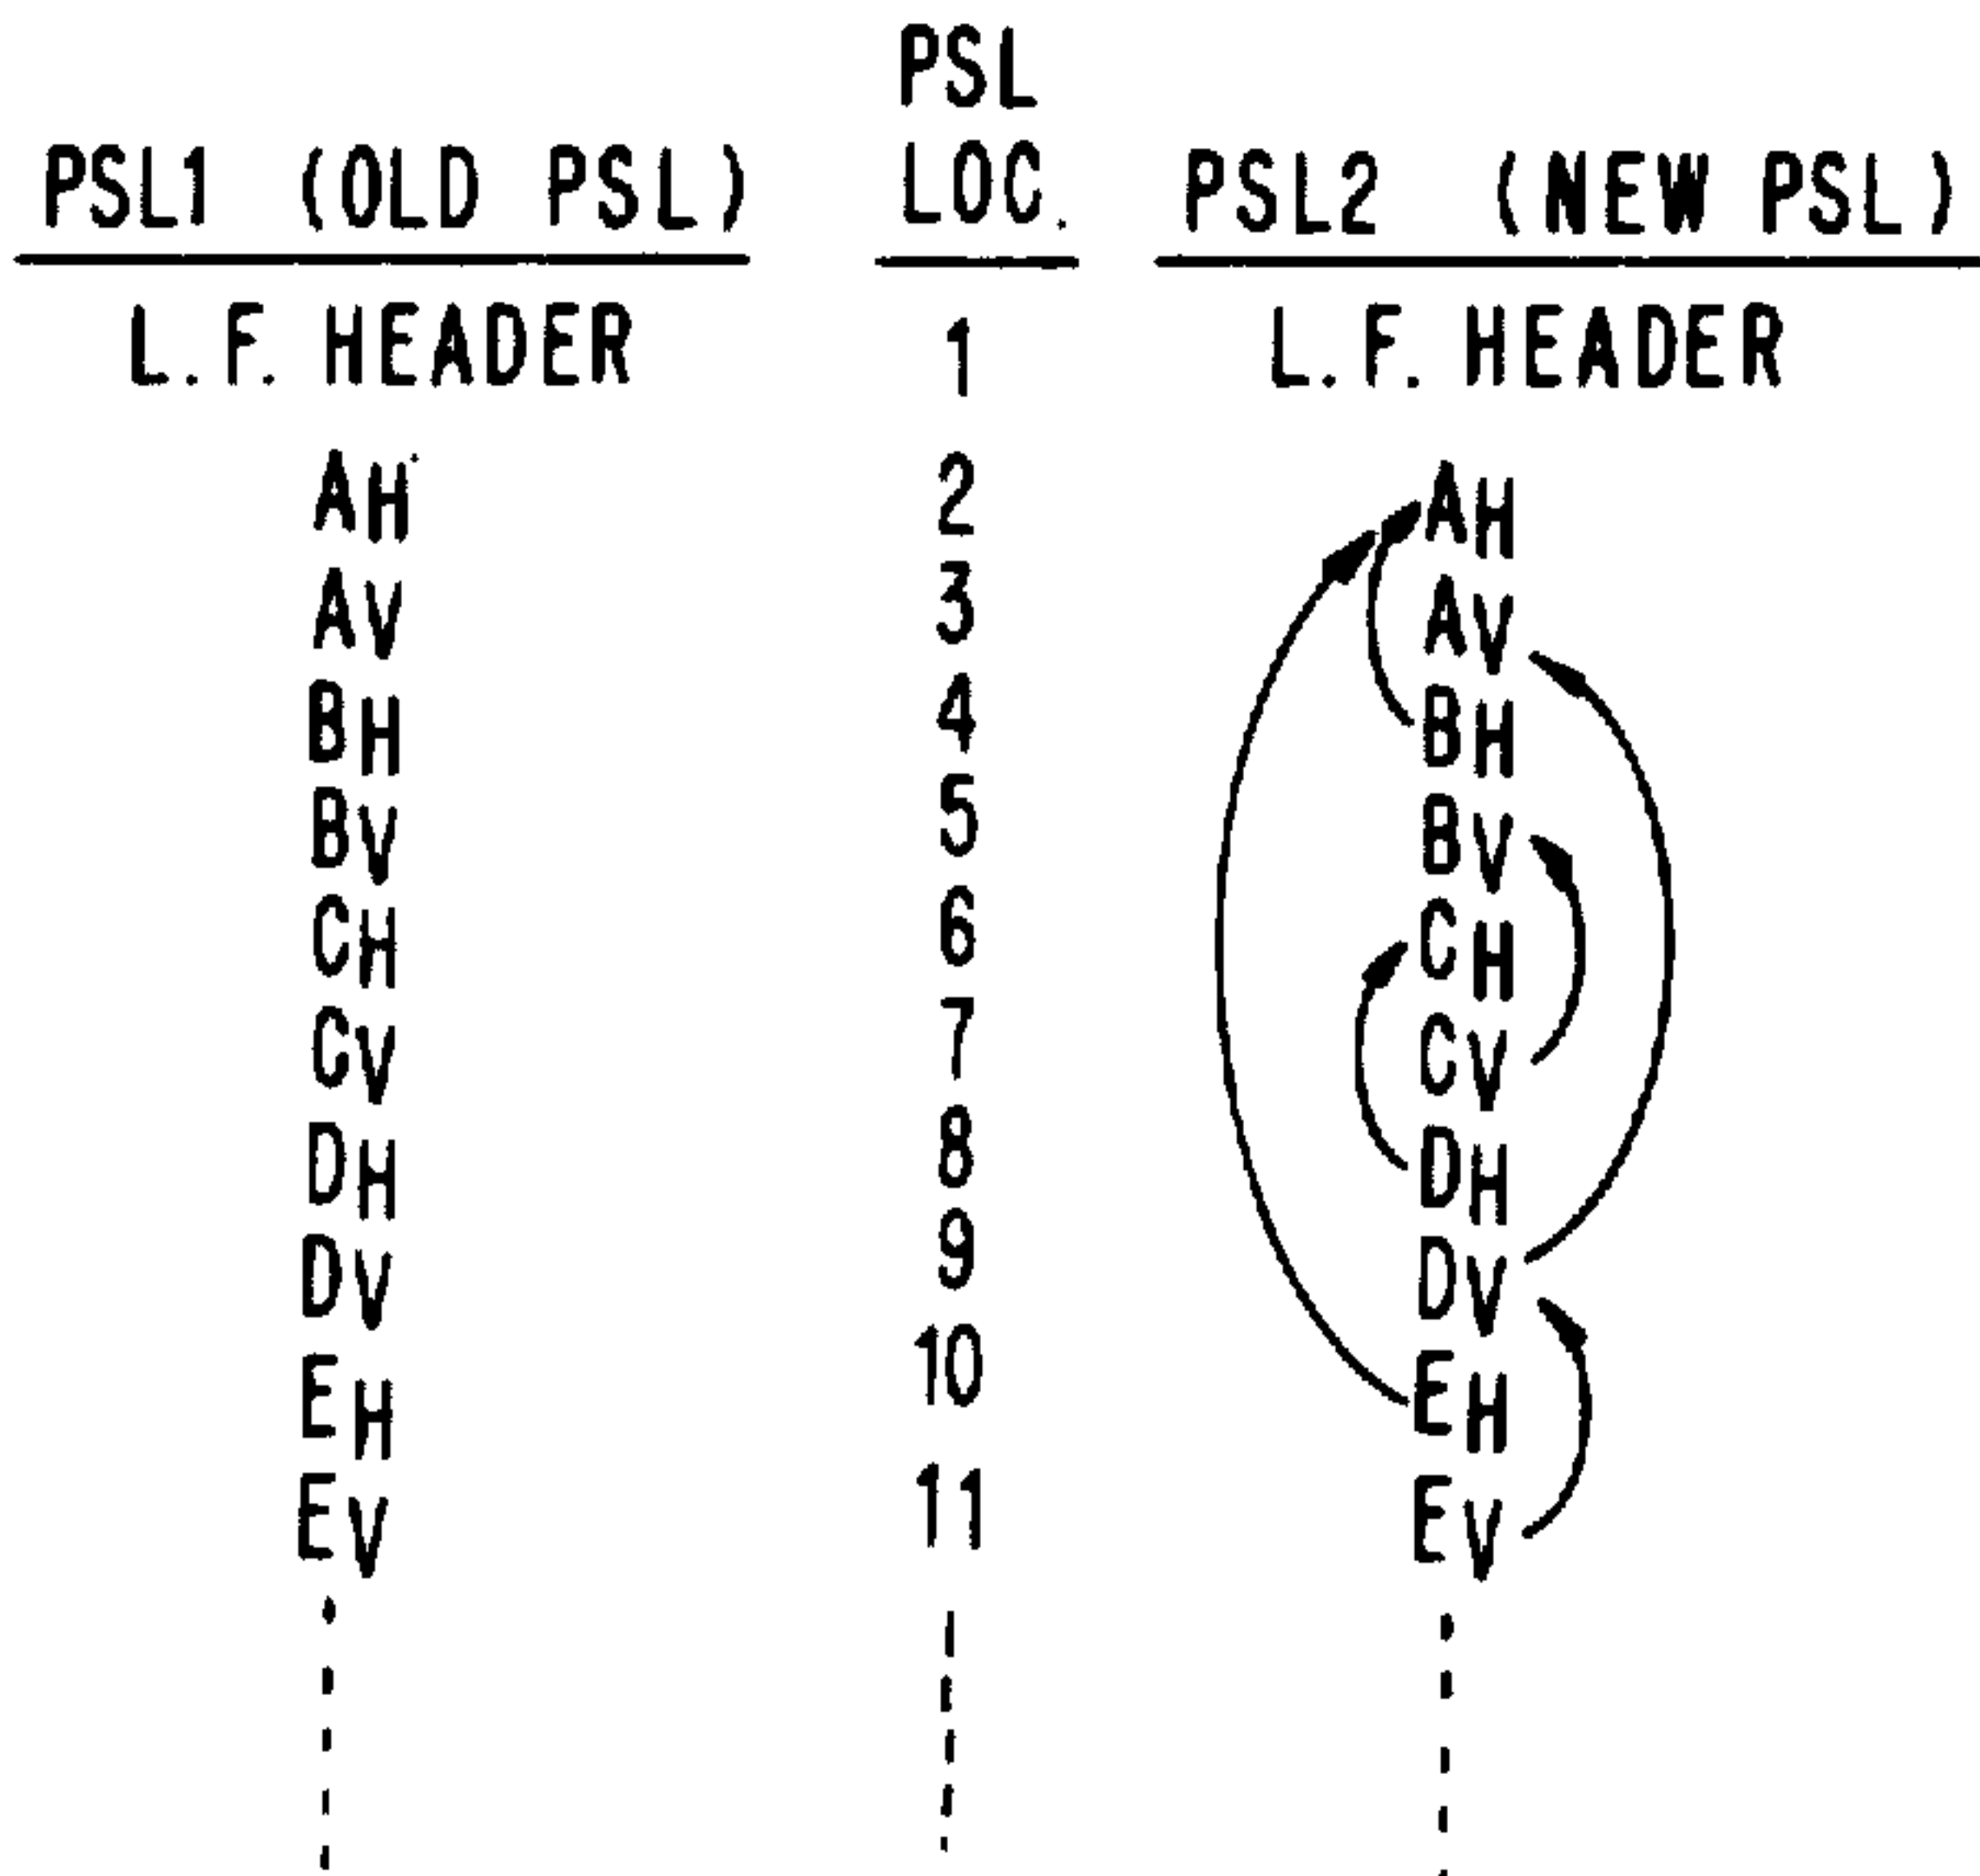 PSL
PSL1 (OLD PSL) LOC. PSL2 (NEW PSL)
L.F. HEADER 1 L.F. HEADER
AH 2 AH
AV 3 AV
BH 4 BH
BV 5 BV
CH 6 CH
CV 7 CV
DH 8 DH
DV 9 DV
EH 10 EH
EV 11 EV